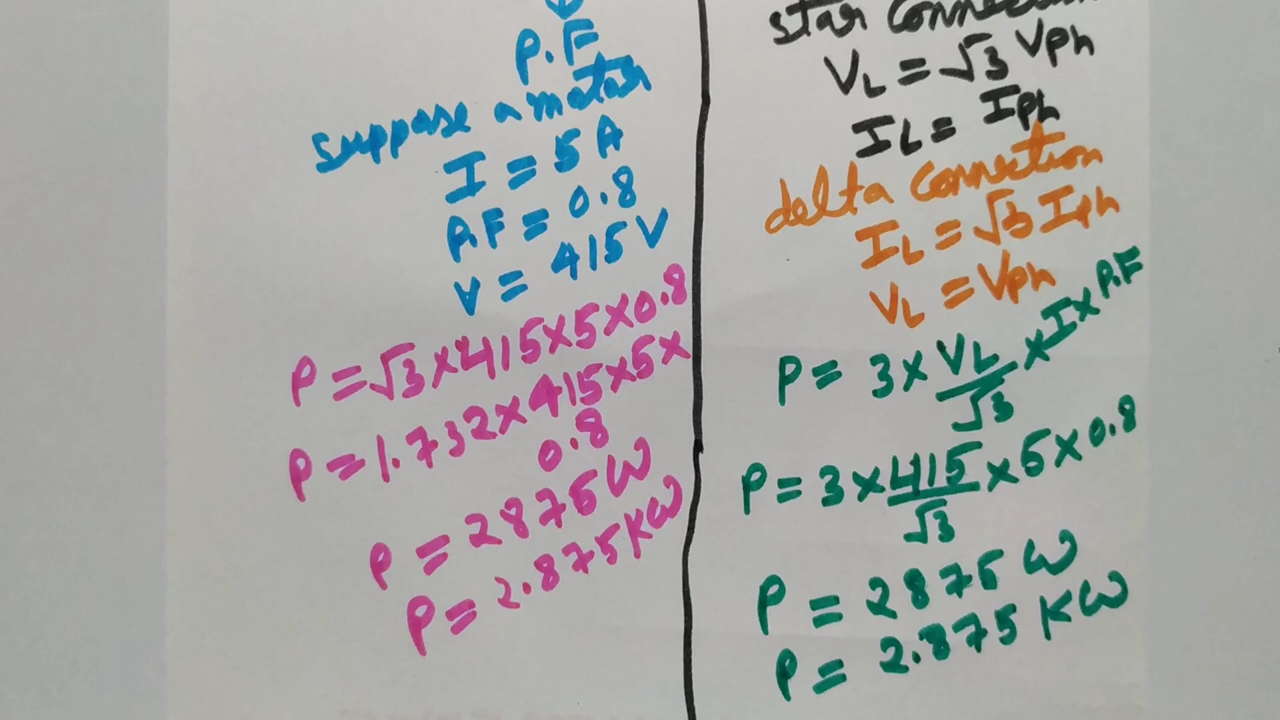 P.F
suppose a motor
I = 5 A
P.F = 0.8
V = 415 V
P = √3 × 415 × 5 × 0.8
P = 1.732 × 415 × 5 ×
0.8
P = 2875 W
P = 2.875 KW
star connection
VL = √3 Vph
IL = Iph
delta connection
IL = √3 Iph
VL = Vph
P = 3 × VL/√3 × I × P.F
P = 3 × 415/√3 × 5 × 0.8
P = 2875 W
P = 2.875 KW